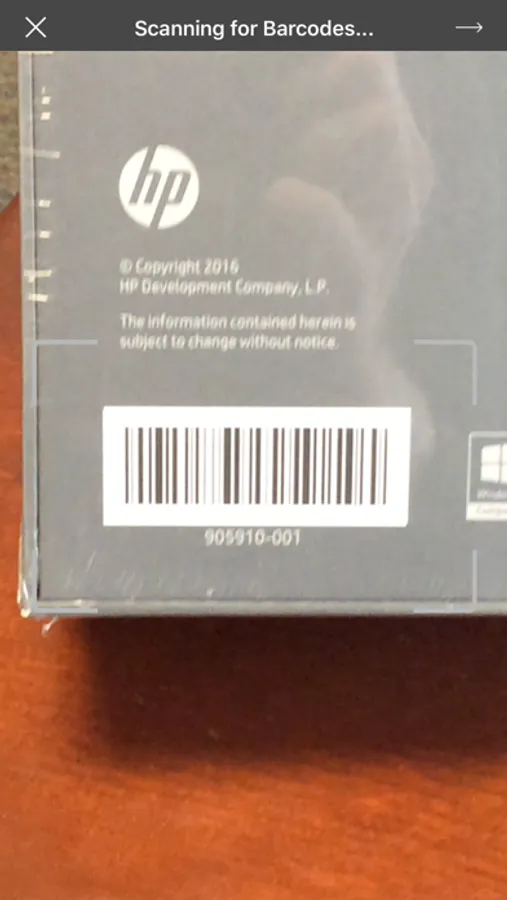 Scanning for Barcodes...
hp
© Copyright 2016
HP Development Company, L.P.
The information contained herein is
subject to change without notice.
905910-001